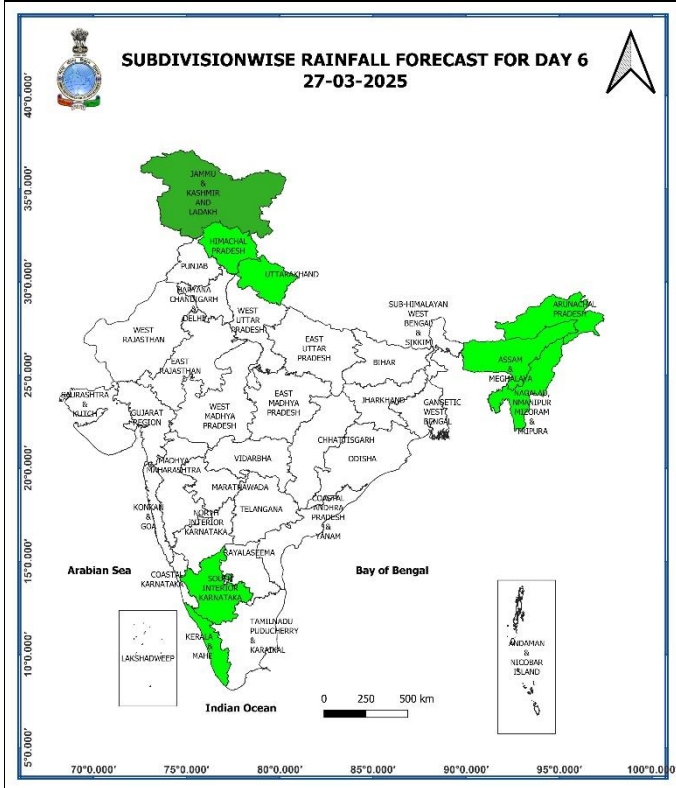 SUBDIVISIONWISE RAINFALL FORECAST FOR DAY 6
27-03-2025
40°0.000'
35°0.000'
30°0.000'
25°0.000'
20°0.000'
15°0.000'
10°0.000'
5°0.000'
JAMMU
&
KASHMIR
AND
LADAKH
HIMACHAL
PRADESH
PUNJAB
UTTARAKHAND
HARYANA
CHANDIGARH
&
DELHI
WEST
UTTAR
PRADESH
WEST
RAJASTHAN
EAST
RAJASTHAN
EAST
UTTAR
PRADESH
SUB-HIMALAYAN
WEST
BENGAL
&
SIKKIM
ARUNACHAL
PRADESH
ASSAM
&
MEGHALAYA
BIHAR
SAURASHTRA
&
KUTCH
GUJARAT
REGION
WEST
MADHYA
PRADESH
EAST
MADHYA
PRADESH
JHARKHAND
GANGETIC
WEST
BENGAL
MIZORAM
&
TRIPURA
CHHATTISGARH
ODISHA
MADHYA
MAHARASHTRA
VIDARBHA
MARATHAWADA
KONKAN
&
GOA
NORTH
INTERIOR
KARNATAKA
TELANGANA
COASTAL
ANDHRA
PRADESH
&
YANAM
RAYALASEEMA
Arabian Sea
COASTAL
KARNATAKA
SOUTH
INTERIOR
KARNATAKA
Bay of Bengal
LAKSHADWEEP
KERALA
&
MAHE
TAMILNADU
PUDUCHERRY
&
KARAIKAL
ANDAMAN
&
NICOBAR
ISLAND
Indian Ocean
0 250 500 km
70°0.000' 75°0.000' 80°0.000' 85°0.000' 90°0.000' 95°0.000' 100°0.000'